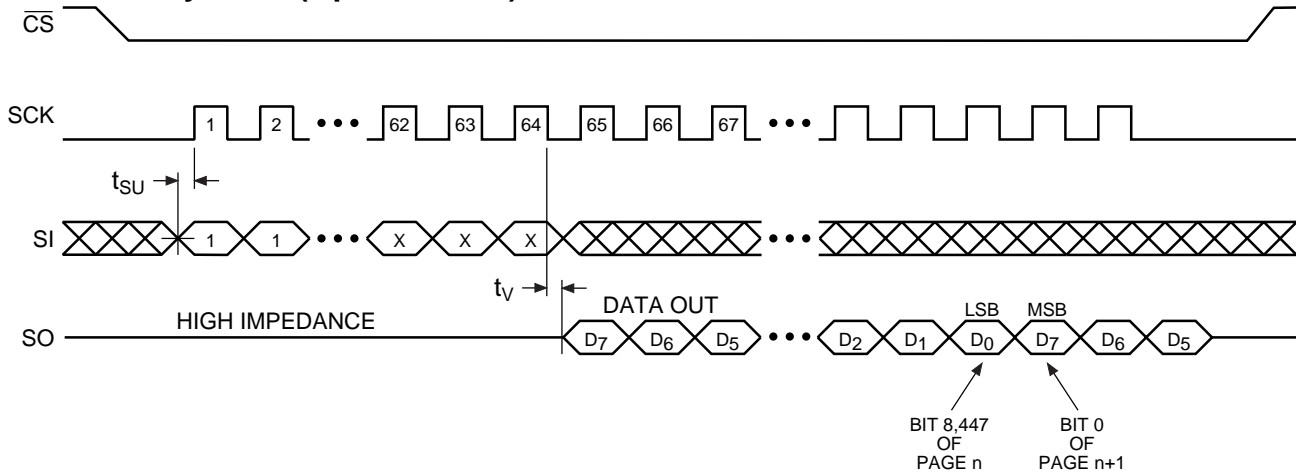 CS
SCK
1 2 ••• 62 63 64 65 66 67 •••
tSU
SI
1 1 ••• X X X •••
tV
DATA OUT
LSB MSB
HIGH IMPEDANCE
SO
D7 D6 D5 ••• D2 D1 D0 D7 D6 D5
BIT 8,447
OF
PAGE n
BIT 0
OF
PAGE n+1